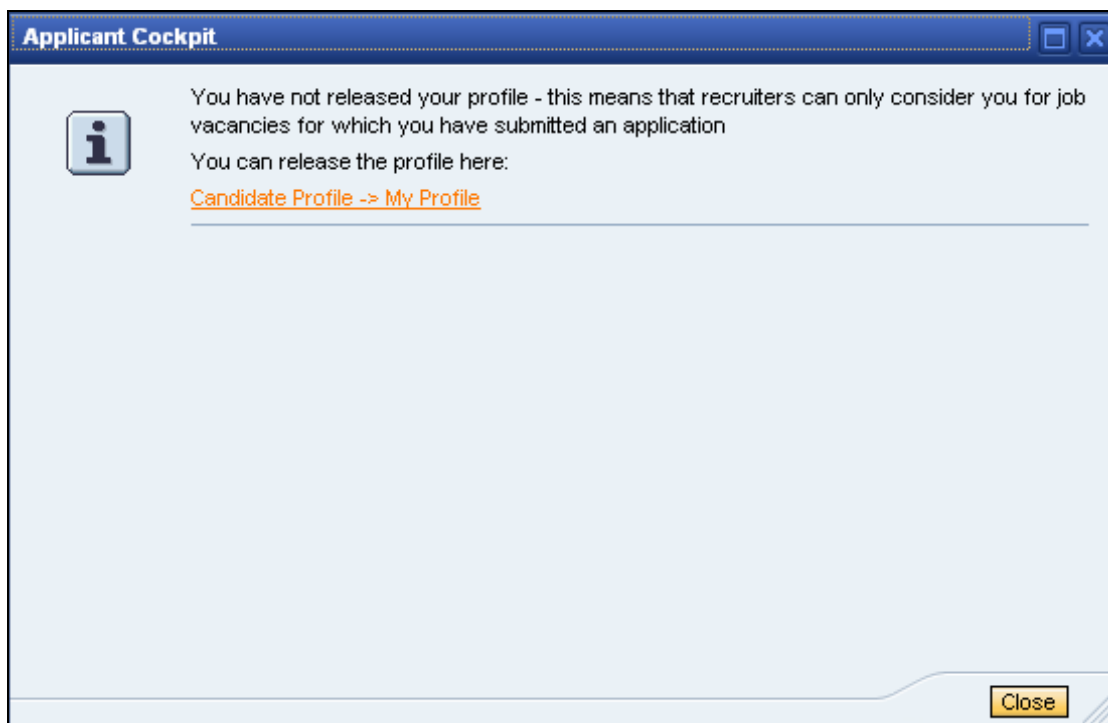 Applicant Cockpit
You have not released your profile - this means that recruiters can only consider you for job
vacancies for which you have submitted an application
You can release the profile here:
Candidate Profile -> My Profile
Close